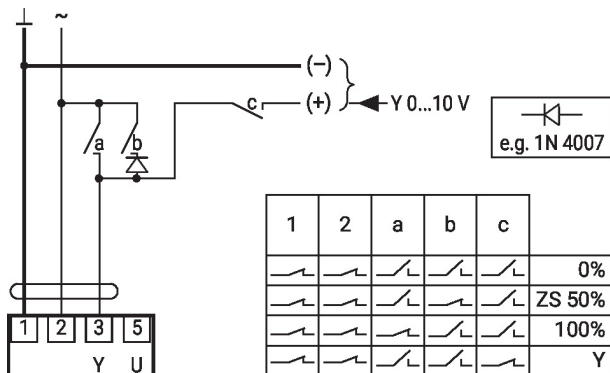 ⊥ ~
(–)
c (+) Y 0...10 V
a b
e.g. 1N 4007
1 2 a b c
0%
ZS 50%
100%
Y
1 2 3 5
Y U